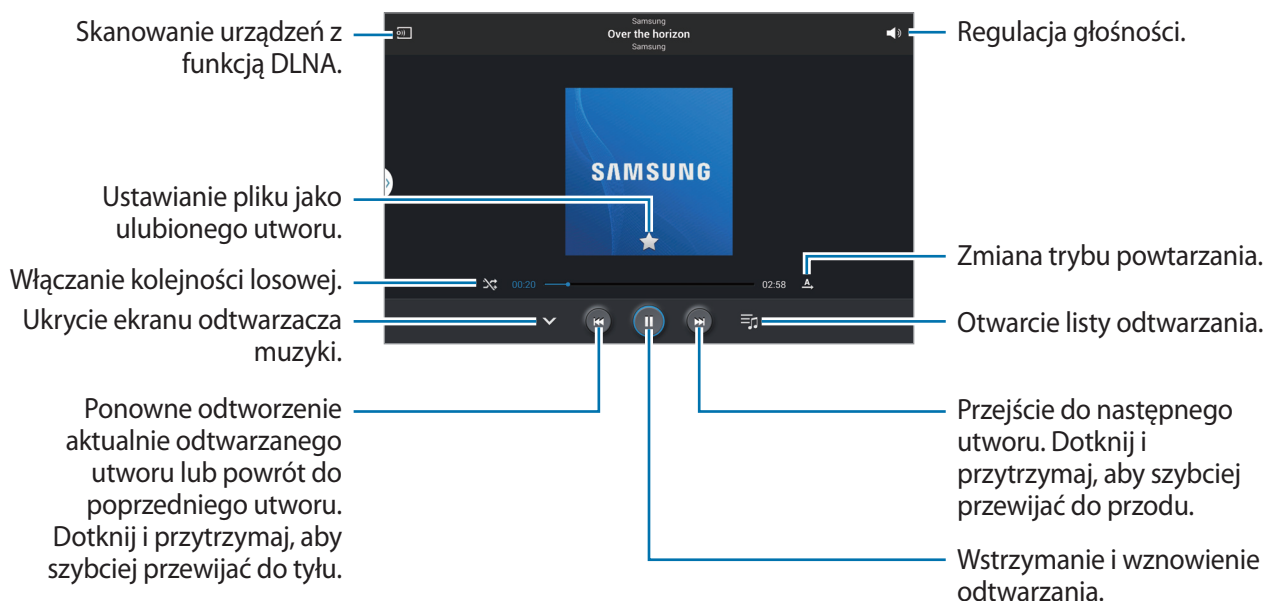 Skanowanie urządzeń z
funkcją DLNA.
Samsung
Over the horizon
Samsung
Regulacja głośności.
SAMSUNG
Ustawianie pliku jako
ulubionego utworu.
Włączanie kolejności losowej.
00:20
02:58
A
Zmiana trybu powtarzania.
Ukrycie ekranu odtwarzacza
muzyki.
Otwarcie listy odtwarzania.
Ponowne odtworzenie
aktualnie odtwarzanego
utworu lub powrót do
poprzedniego utworu.
Dotknij i przytrzymaj, aby
szybciej przewijać do tyłu.
Przejście do następnego
utworu. Dotknij i
przytrzymaj, aby szybciej
przewijać do przodu.
Wstrzymanie i wznowienie
odtwarzania.